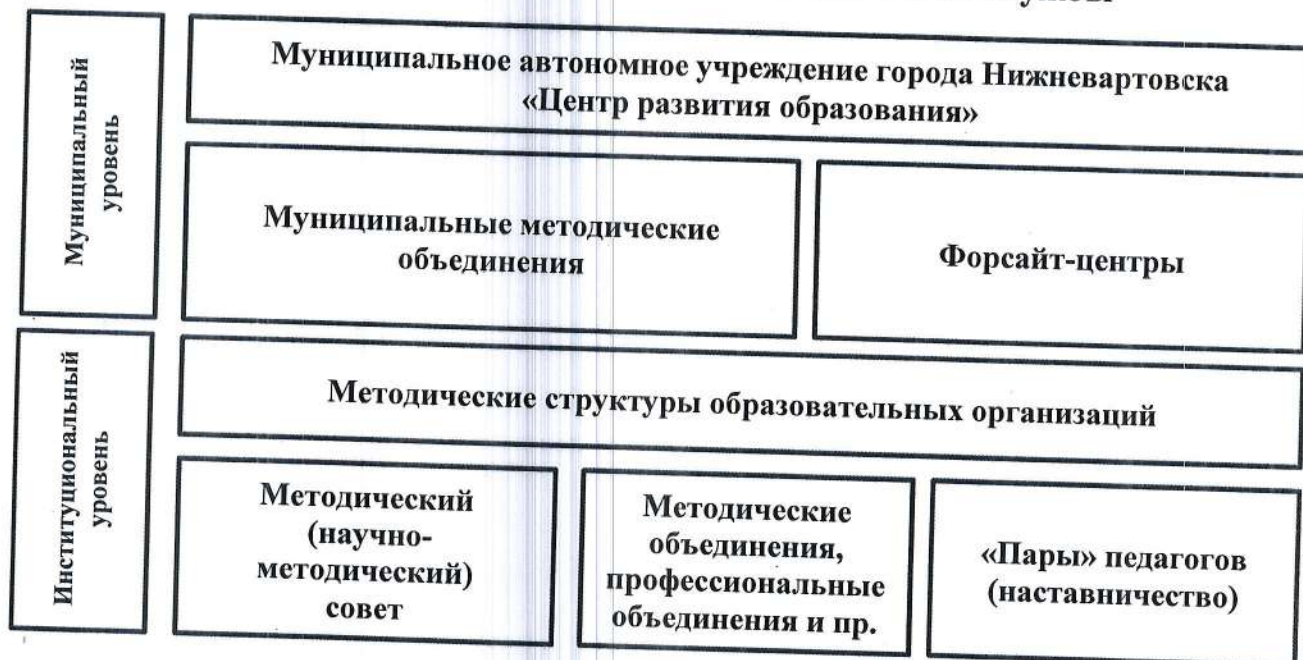 Муниципальный
уровень
Муниципальное автономное учреждение города Нижневартовска
«Центр развития образования»
Муниципальные методические
объединения
Форсайт-центры
Институциональный
уровень
Методические структуры образовательных организаций
Методический
(научно-
методический)
совет
Методические
объединения,
профессиональные
объединения и пр.
«Пары» педагогов
(наставничество)